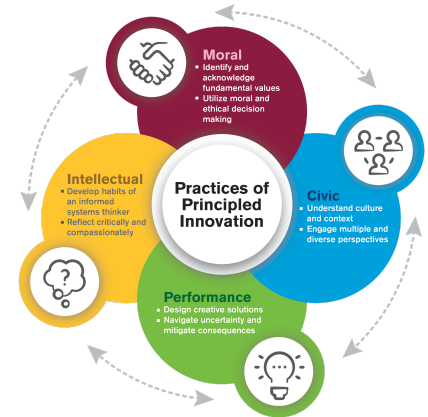 Moral
▪ Identify and
acknowledge
fundamental values
▪ Utilize moral and
ethical decision
making
Intellectual
▪ Develop habits of
an informed
systems thinker
▪ Reflect critically and
compassionately
Practices of
Principled
Innovation
Civic
▪ Understand culture
and context
▪ Engage multiple and
diverse perspectives
Performance
▪ Design creative solutions
▪ Navigate uncertainty and
mitigate consequences
?